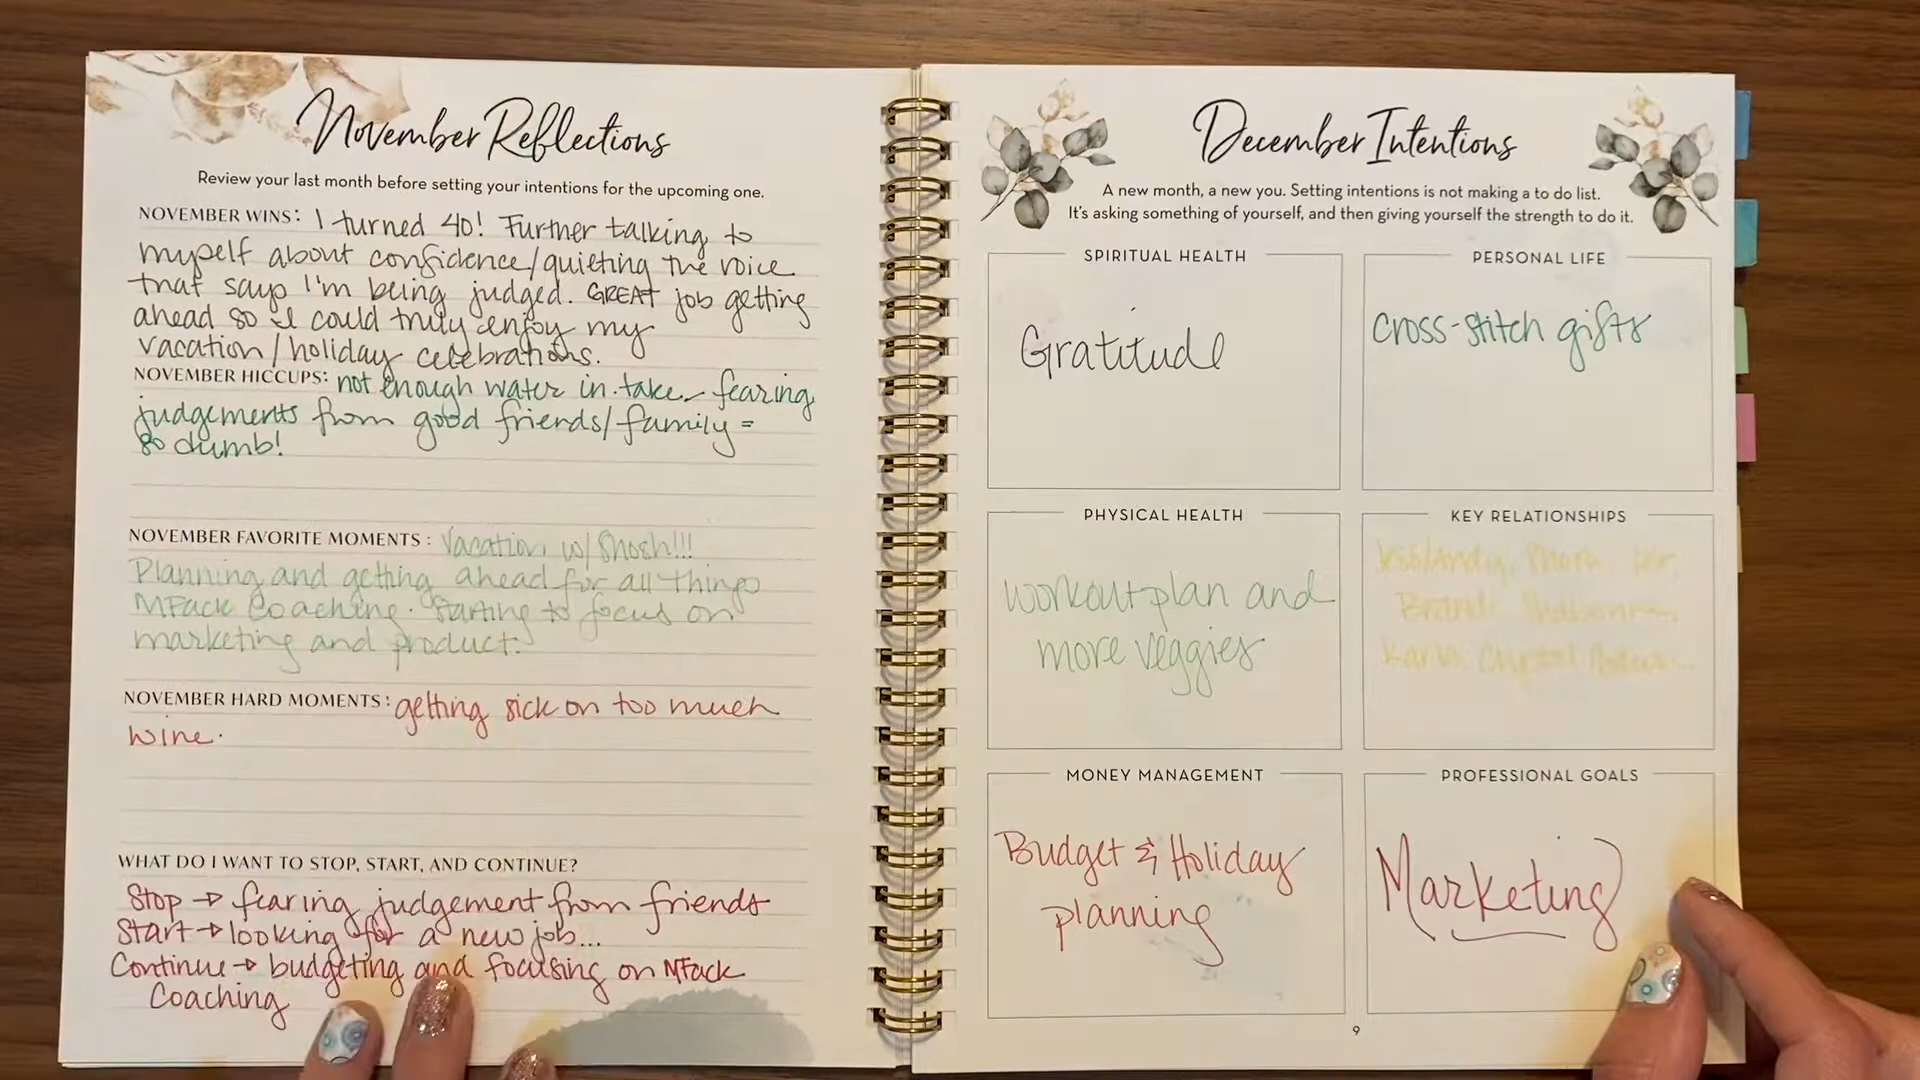 November Reflections
Review your last month before setting your intentions for the upcoming one.
NOVEMBER WINS: I turned 40! Further talking to
myself about confidence/quieting the voice
that says I'm being judged. GREAT job getting
ahead so I could truly enjoy my
vacation/holiday celebrations.
NOVEMBER HICCUPS: not enough water in-take, fearing
judgements from good friends/family =
so dumb!
NOVEMBER FAVORITE MOMENTS: Vacation w/ Shosh!!!
Planning and getting ahead for all things
MFack Coaching. Starting to focus on
marketing and product.
NOVEMBER HARD MOMENTS: getting sick on too much
wine.
WHAT DO I WANT TO STOP, START, AND CONTINUE?
Stop → fearing judgement from friends
Start → looking for a new job...
Continue → budgeting and focusing on MFack
Coaching
December Intentions
A new month, a new you. Setting intentions is not making a to do list.
It's asking something of yourself, and then giving yourself the strength to do it.
SPIRITUAL HEALTH
Gratitude
PERSONAL LIFE
Cross-stitch gifts
PHYSICAL HEALTH
workout plan and
more veggies
KEY RELATIONSHIPS
MONEY MANAGEMENT
Budget & Holiday
planning
PROFESSIONAL GOALS
Marketing
9